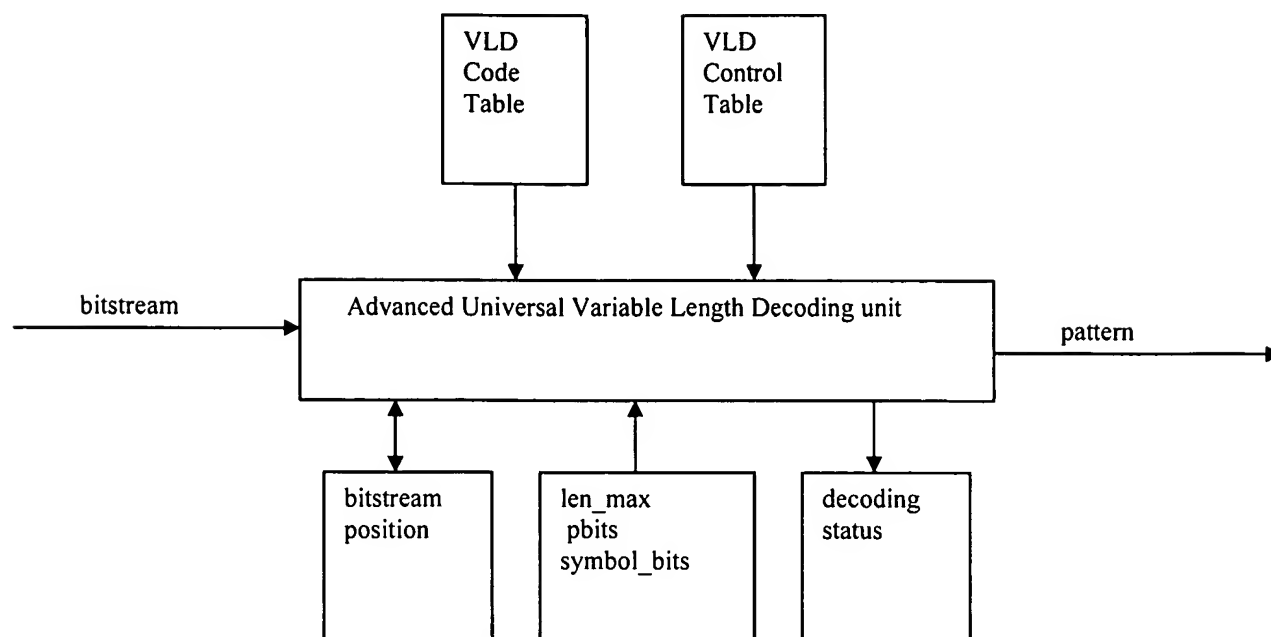 VLD
Code
Table
VLD
Control
Table
bitstream
Advanced Universal Variable Length Decoding unit
pattern
bitstream
position
len_max
pbits
symbol_bits
decoding
status